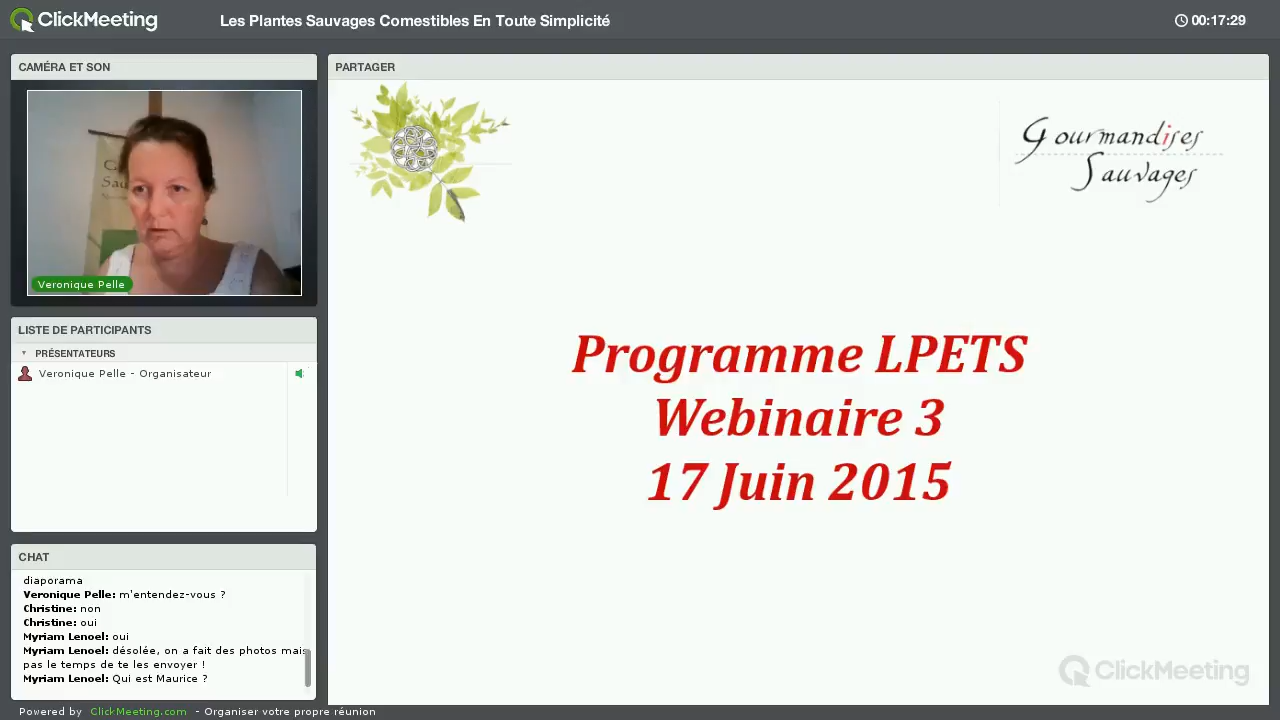 ClickMeeting
Les Plantes Sauvages Comestibles En Toute Simplicité
00:17:29
CAMÉRA ET SON
Veronique Pelle
LISTE DE PARTICIPANTS
PRÉSENTATEURS
Veronique Pelle - Organisateur
CHAT
diaporama
Veronique Pelle: m'entendez-vous ?
Christine: non
Christine: oui
Myriam Lenoel: oui
Myriam Lenoel: désolée, on a fait des photos mais
pas le temps de te les envoyer !
Myriam Lenoel: Qui est Maurice ?
PARTAGER
Gourmandises
Sauvages
Programme LPETS
Webinaire 3
17 Juin 2015
ClickMeeting
Powered by ClickMeeting.com - Organiser votre propre réunion